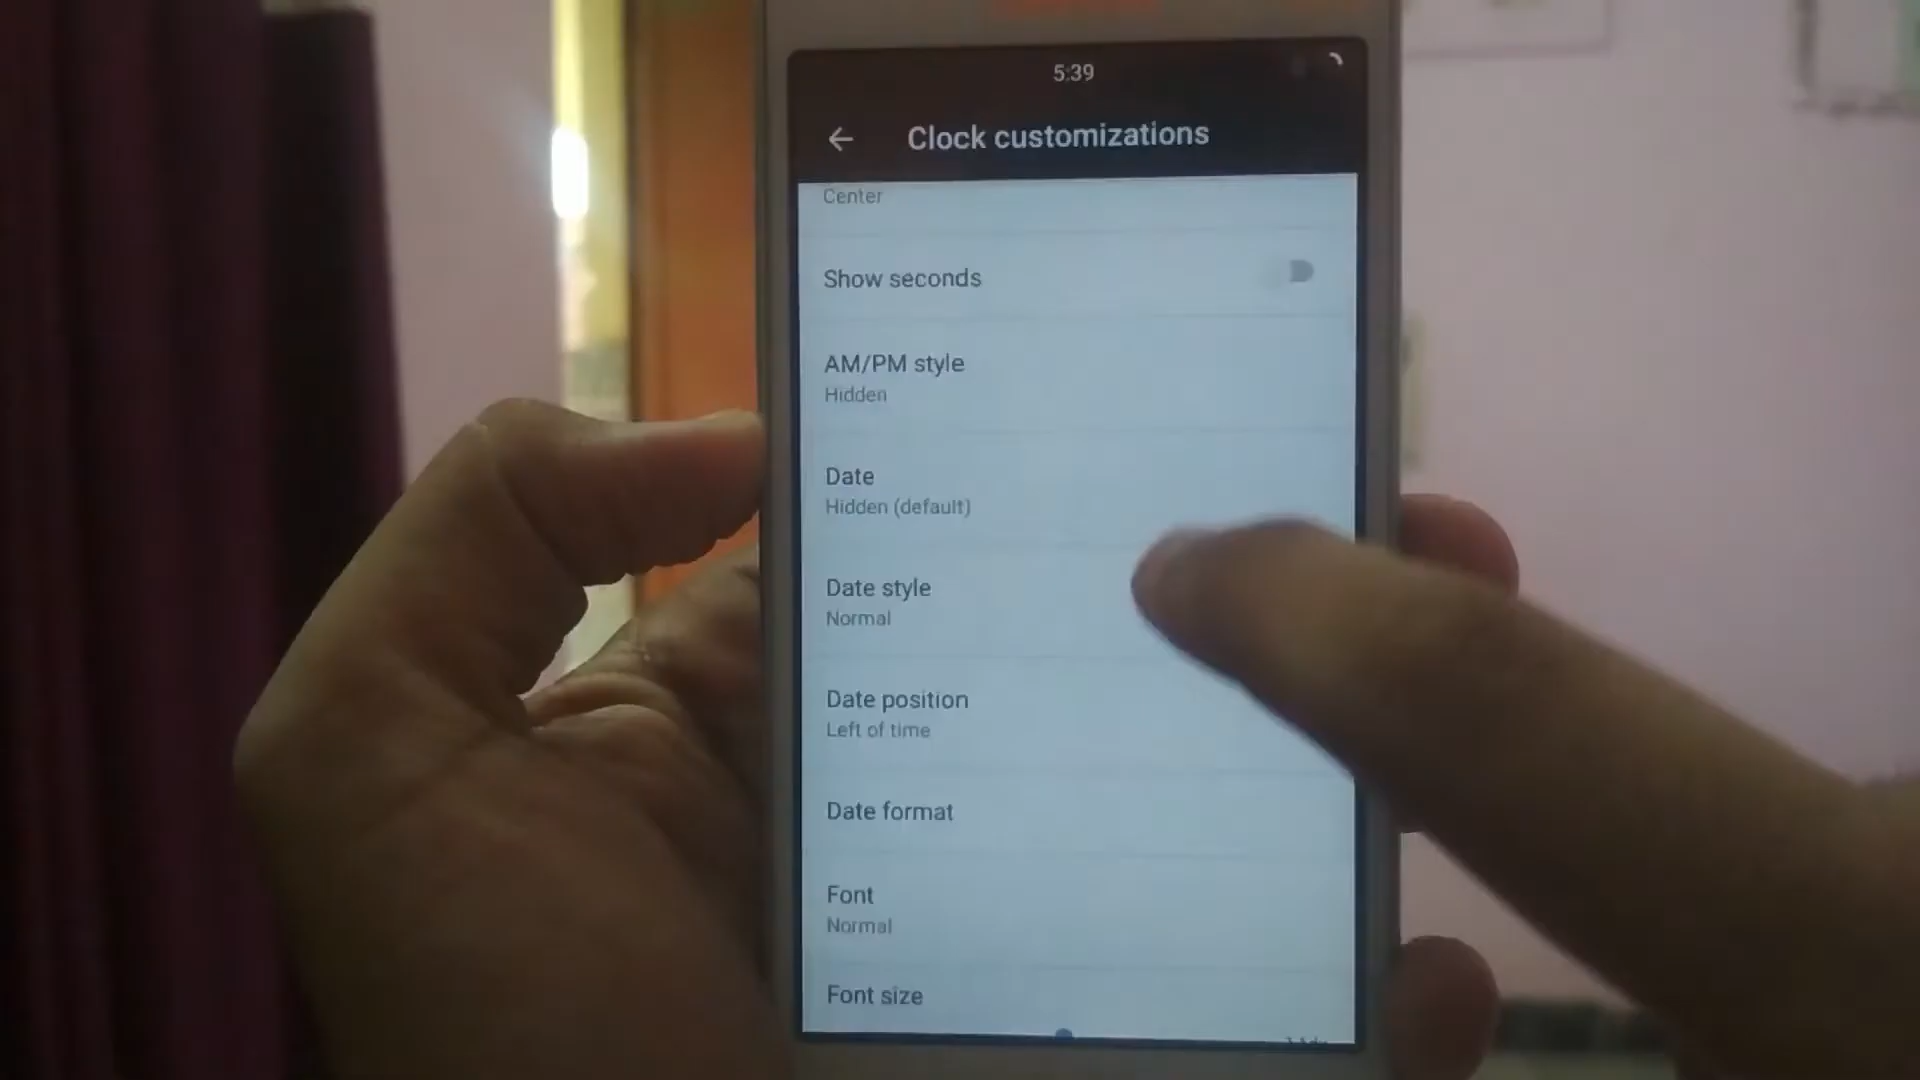 5:39
Clock customizations
Center
Show seconds
AM/PM style
Hidden
Date
Hidden (default)
Date style
Normal
Date position
Left of time
Date format
Font
Normal
Font size